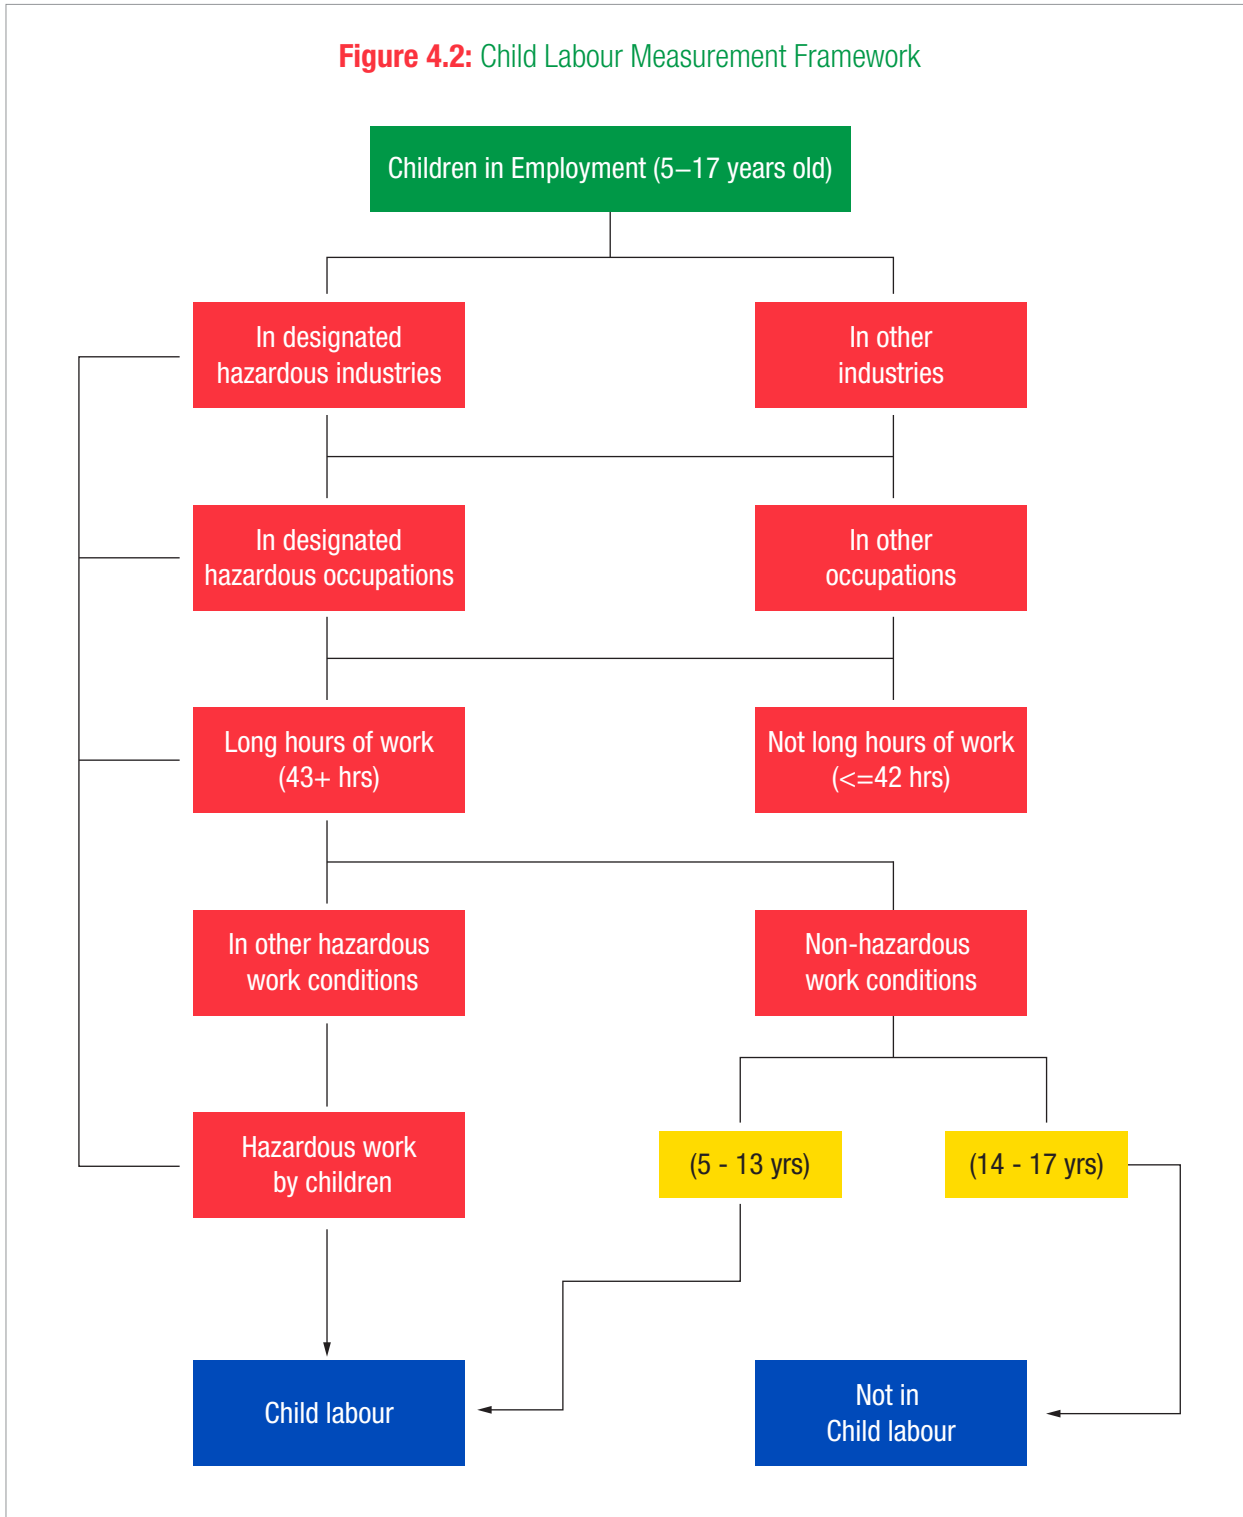 Figure 4.2: Child Labour Measurement Framework
Children in Employment (5–17 years old)
In designated
hazardous industries
In other
industries
In designated
hazardous occupations
In other
occupations
Long hours of work
(43+ hrs)
Not long hours of work
(<=42 hrs)
In other hazardous
work conditions
Non-hazardous
work conditions
Hazardous work
by children
(5 - 13 yrs)
(14 - 17 yrs)
Child labour
Not in
Child labour